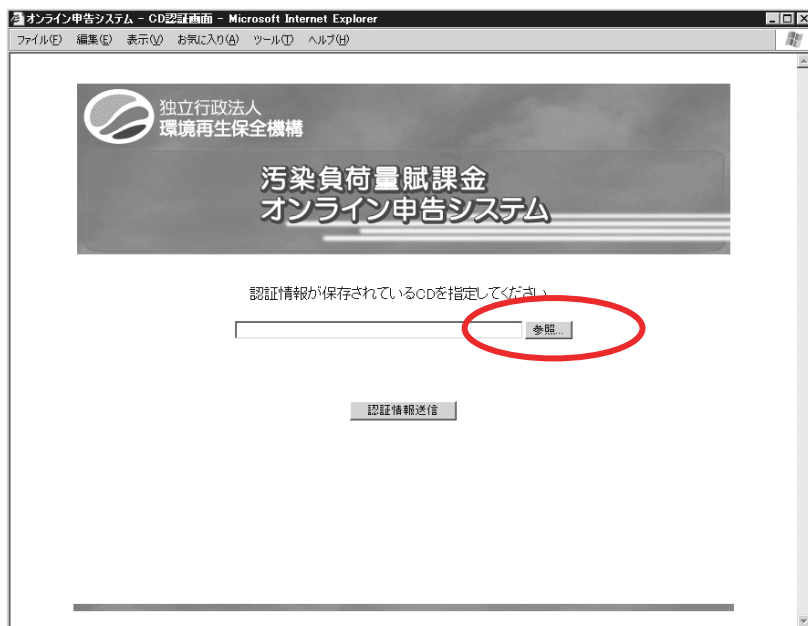 オンライン申告システム - CD認証画面 - Microsoft Internet Explorer
ファイル(F) 編集(E) 表示(V) お気に入り(A) ツール(T) ヘルプ(H)
独立行政法人
環境再生保全機構
汚染負荷量賦課金
オンライン申告システム
認証情報が保存されているCDを指定してください
参照...
認証情報送信